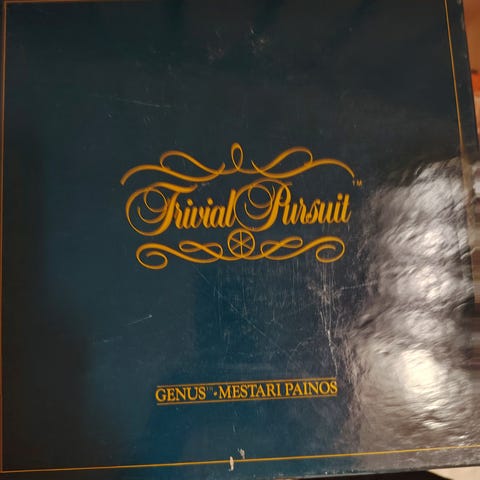 Trivial Pursuit™
GENUS™-MESTARI PAINOS